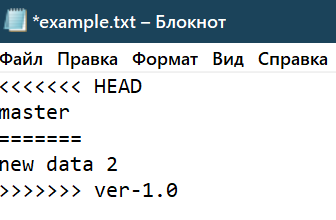 *example.txt – Блокнот
Файл Правка Формат Вид Справка
<<<<<<< HEAD
master
=======
new data 2
>>>>>>> ver-1.0